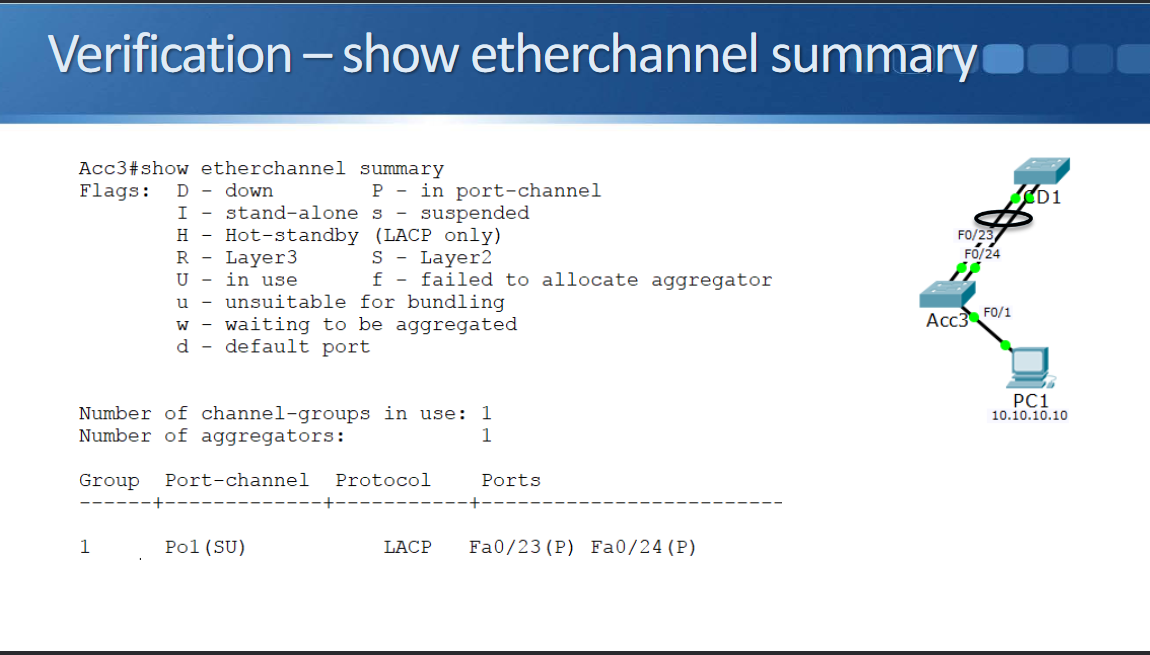 Verification – show etherchannel summary
Acc3#show etherchannel summary
Flags:  D - down        P - in port-channel
        I - stand-alone s - suspended
        H - Hot-standby (LACP only)
        R - Layer3      S - Layer2
        U - in use      f - failed to allocate aggregator
        u - unsuitable for bundling
        w - waiting to be aggregated
        d - default port
Number of channel-groups in use: 1
Number of aggregators:           1
Group  Port-channel  Protocol    Ports
------+-------------+-----------+-------------------------
1    .  Po1(SU)           LACP   Fa0/23(P) Fa0/24(P)
CD1
F0/23
F0/24
Acc3
F0/1
PC1
10.10.10.10